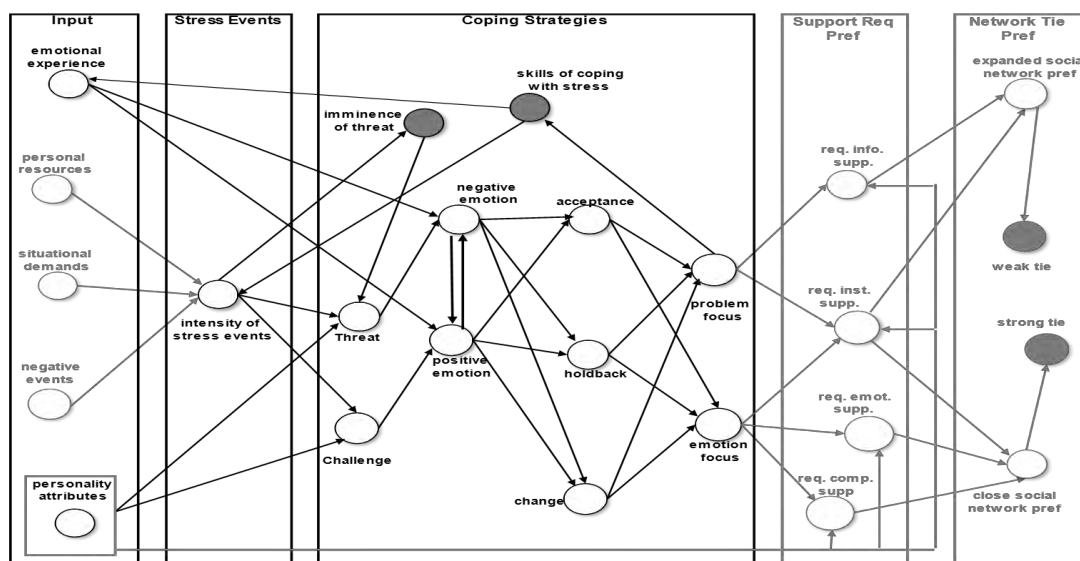 Input
Stress Events
Coping Strategies
Support Req
Pref
Network Tie
Pref
emotional
experience
personal
resources
situational
demands
negative
events
personality
attributes
intensity of
stress events
imminence
of threat
skills of coping
with stress
Threat
Challenge
negative
emotion
positive
emotion
acceptance
holdback
change
problem
focus
emotion
focus
req. info.
supp.
req. inst.
supp.
req. emot.
supp.
req. comp.
supp
expanded social
network pref
weak tie
strong tie
close social
network pref